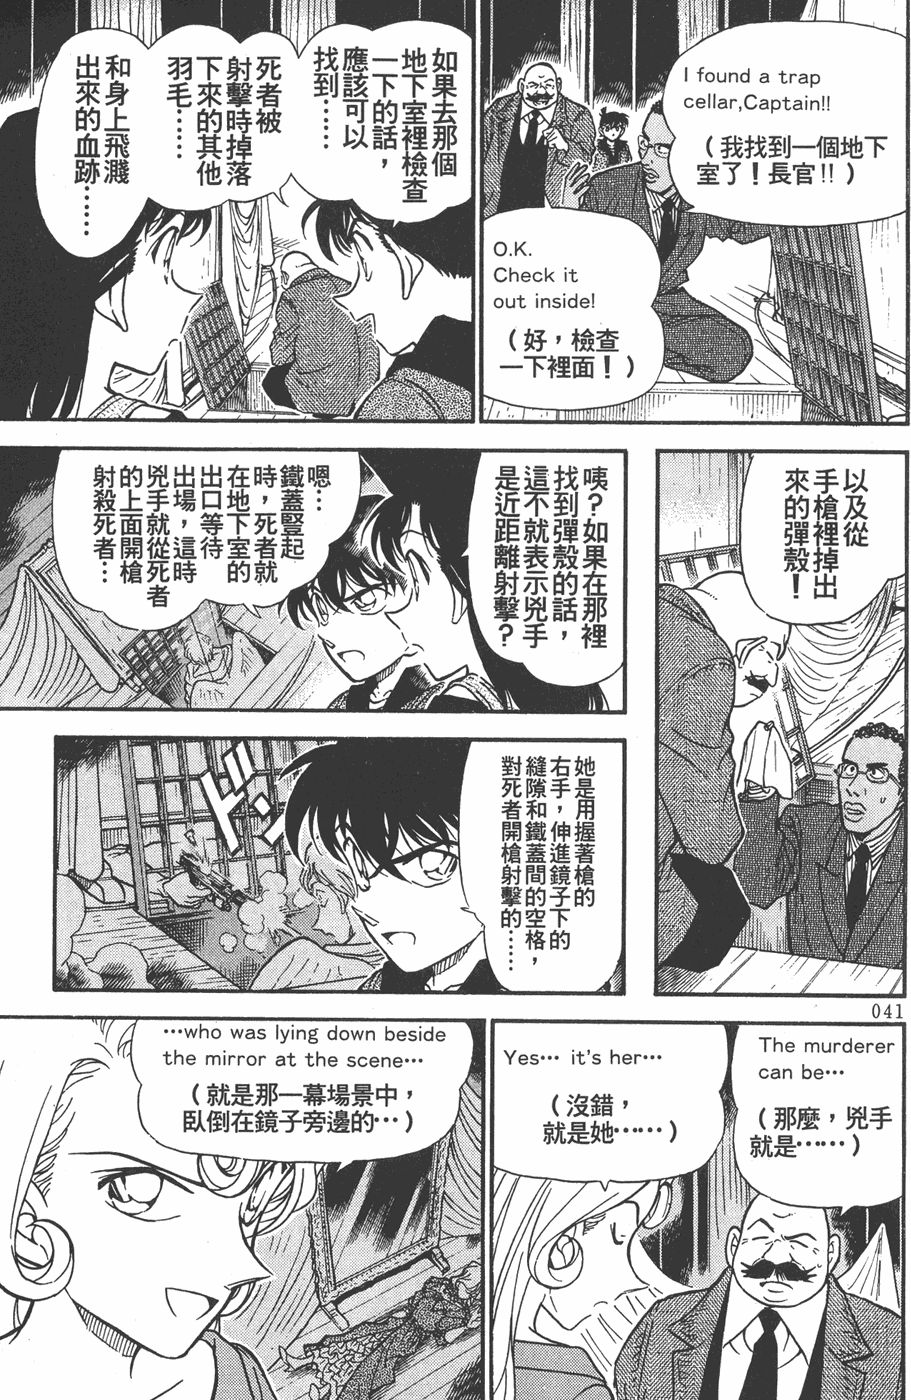 I found a trap
cellar,Captain!!
(我找到一個地下
室了!長官!!)
O.K.
Check it
out inside!
(好,檢查
一下裡面!)
如果去那個
地下室裡檢查
一下的話,
應該可以
找到……
死者被
射擊時掉落
下來的其他
羽毛……
和身上飛濺
出來的血跡……
以及從
手槍裡掉出
來的彈殼!
咦?如果在那裡
找到彈殼的話,
這不就表示兇手
是近距離射擊?
嗯…
鐵蓋豎起
時,死者就
在地下室的
出口等待
出場,這時
兇手就從死者
的上面開槍
射殺死者…
她是用握著槍的
右手,伸進鏡子下的
縫隙和鐵蓋間的空格,
對死者開槍射擊的……
ドン
041
The murderer
can be…
(那麼,兇手
就是……)
Yes… it's her…
(沒錯,
就是她……)
…who was lying down beside
the mirror at the scene…
(就是那一幕場景中,
臥倒在鏡子旁邊的…)